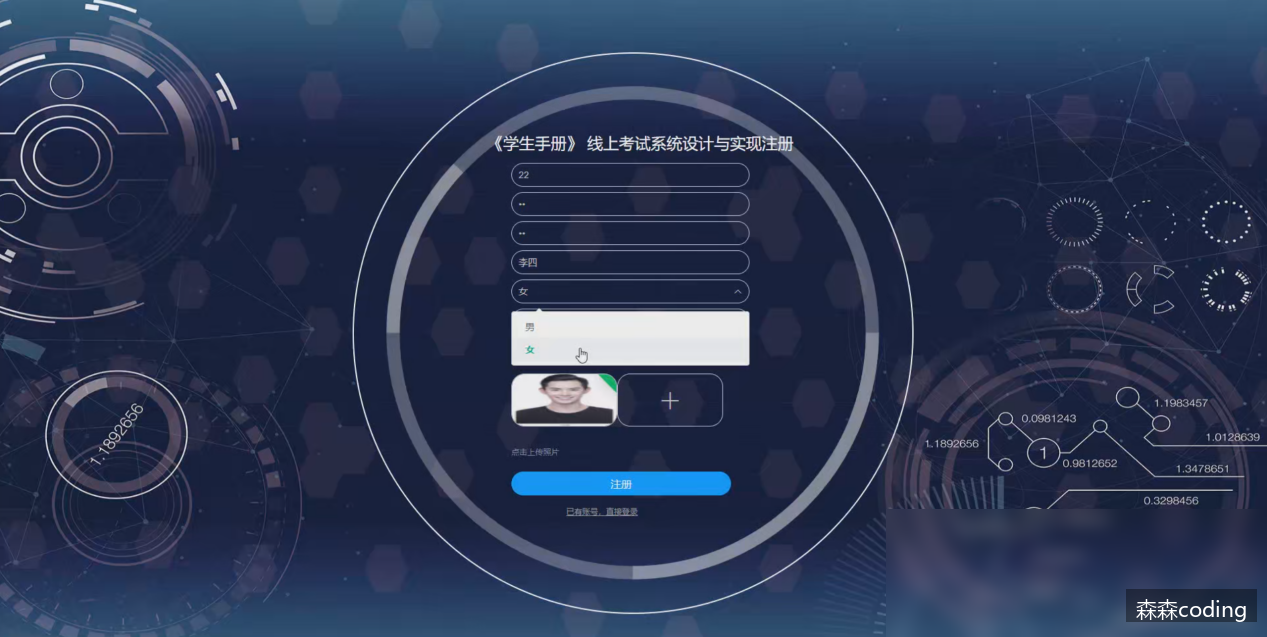 《学生手册》 线上考试系统设计与实现注册
22
••
••
李四
女
男
女
点击上传照片
注册
已有账号，直接登录
1.1892656
0.0981243
1.1983457
1.1892656
1
0.9812652
1.0128639
1.3478651
0.3298456
森森coding